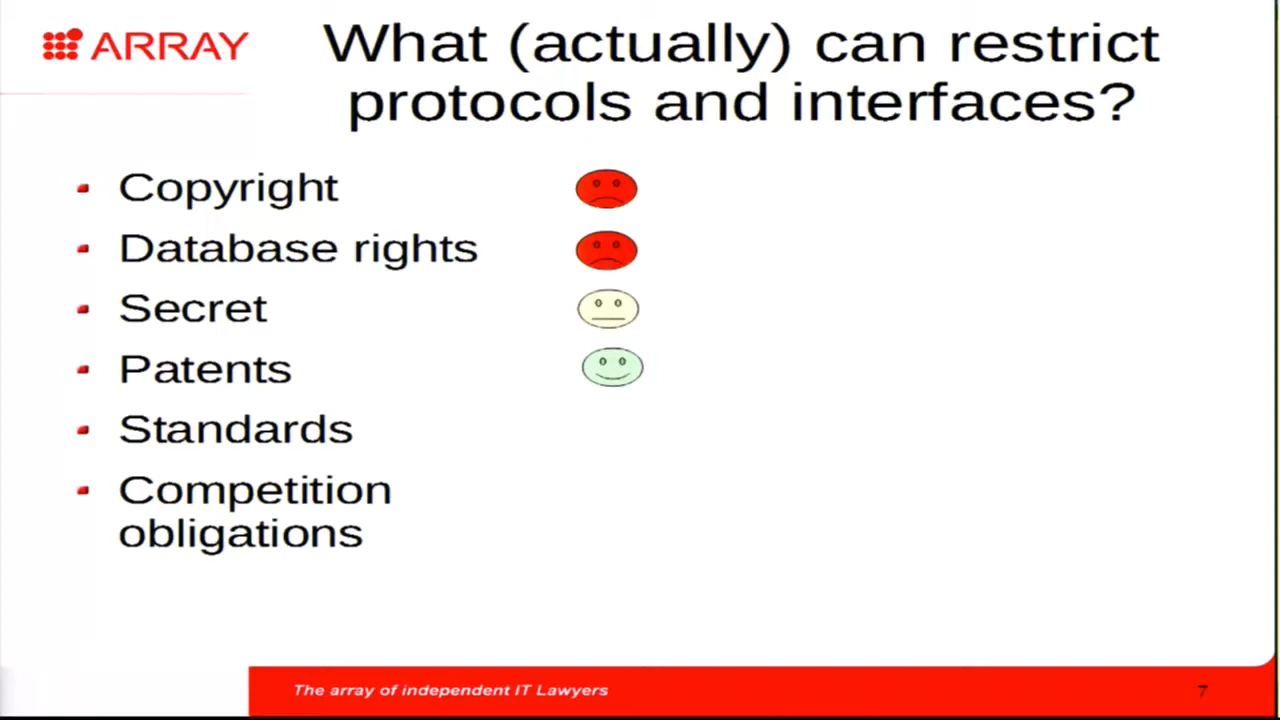 ARRAY
What (actually) can restrict
protocols and interfaces?
Copyright
Database rights
Secret
Patents
Standards
Competition
obligations
The array of independent IT Lawyers
7